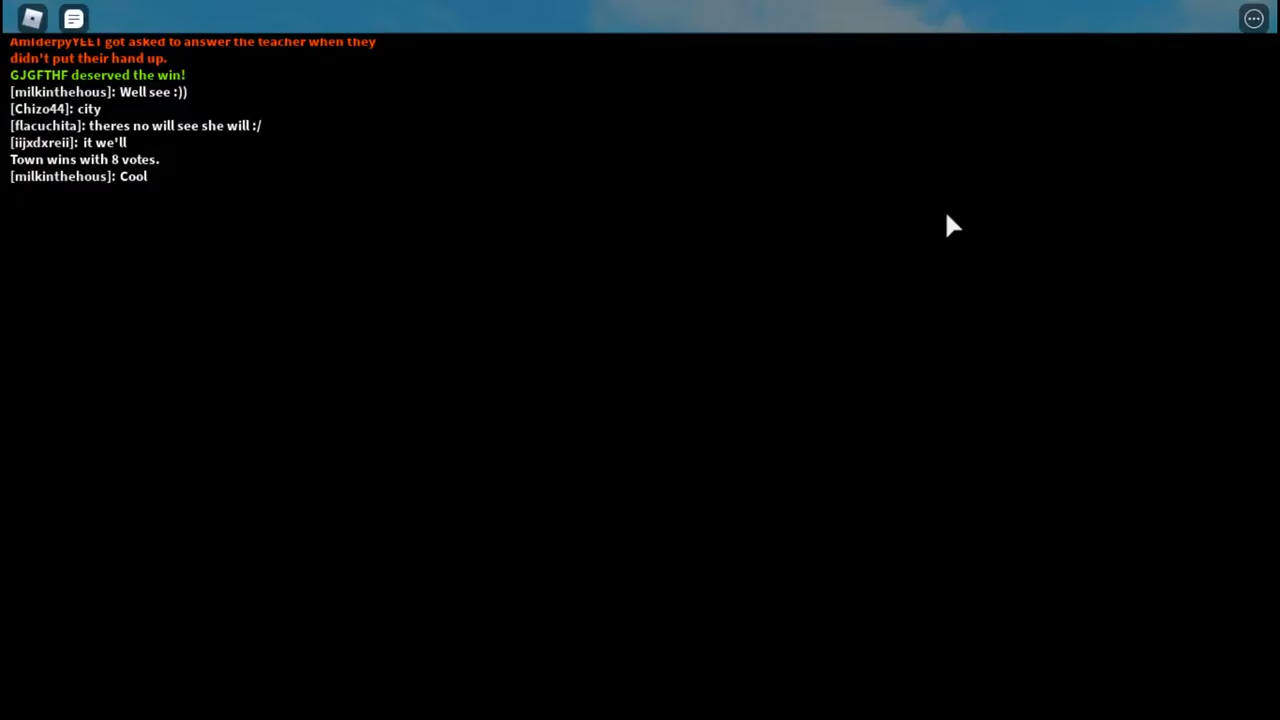 AmIderpyYEET got asked to answer the teacher when they
didn't put their hand up.
GJGFTHF deserved the win!
[milkinthehous]: Well see :))
[Chizo44]: city
[flacuchita]: theres no will see she will :/
[iijxdxreii]: it we'll
Town wins with 8 votes.
[milkinthehous]: Cool